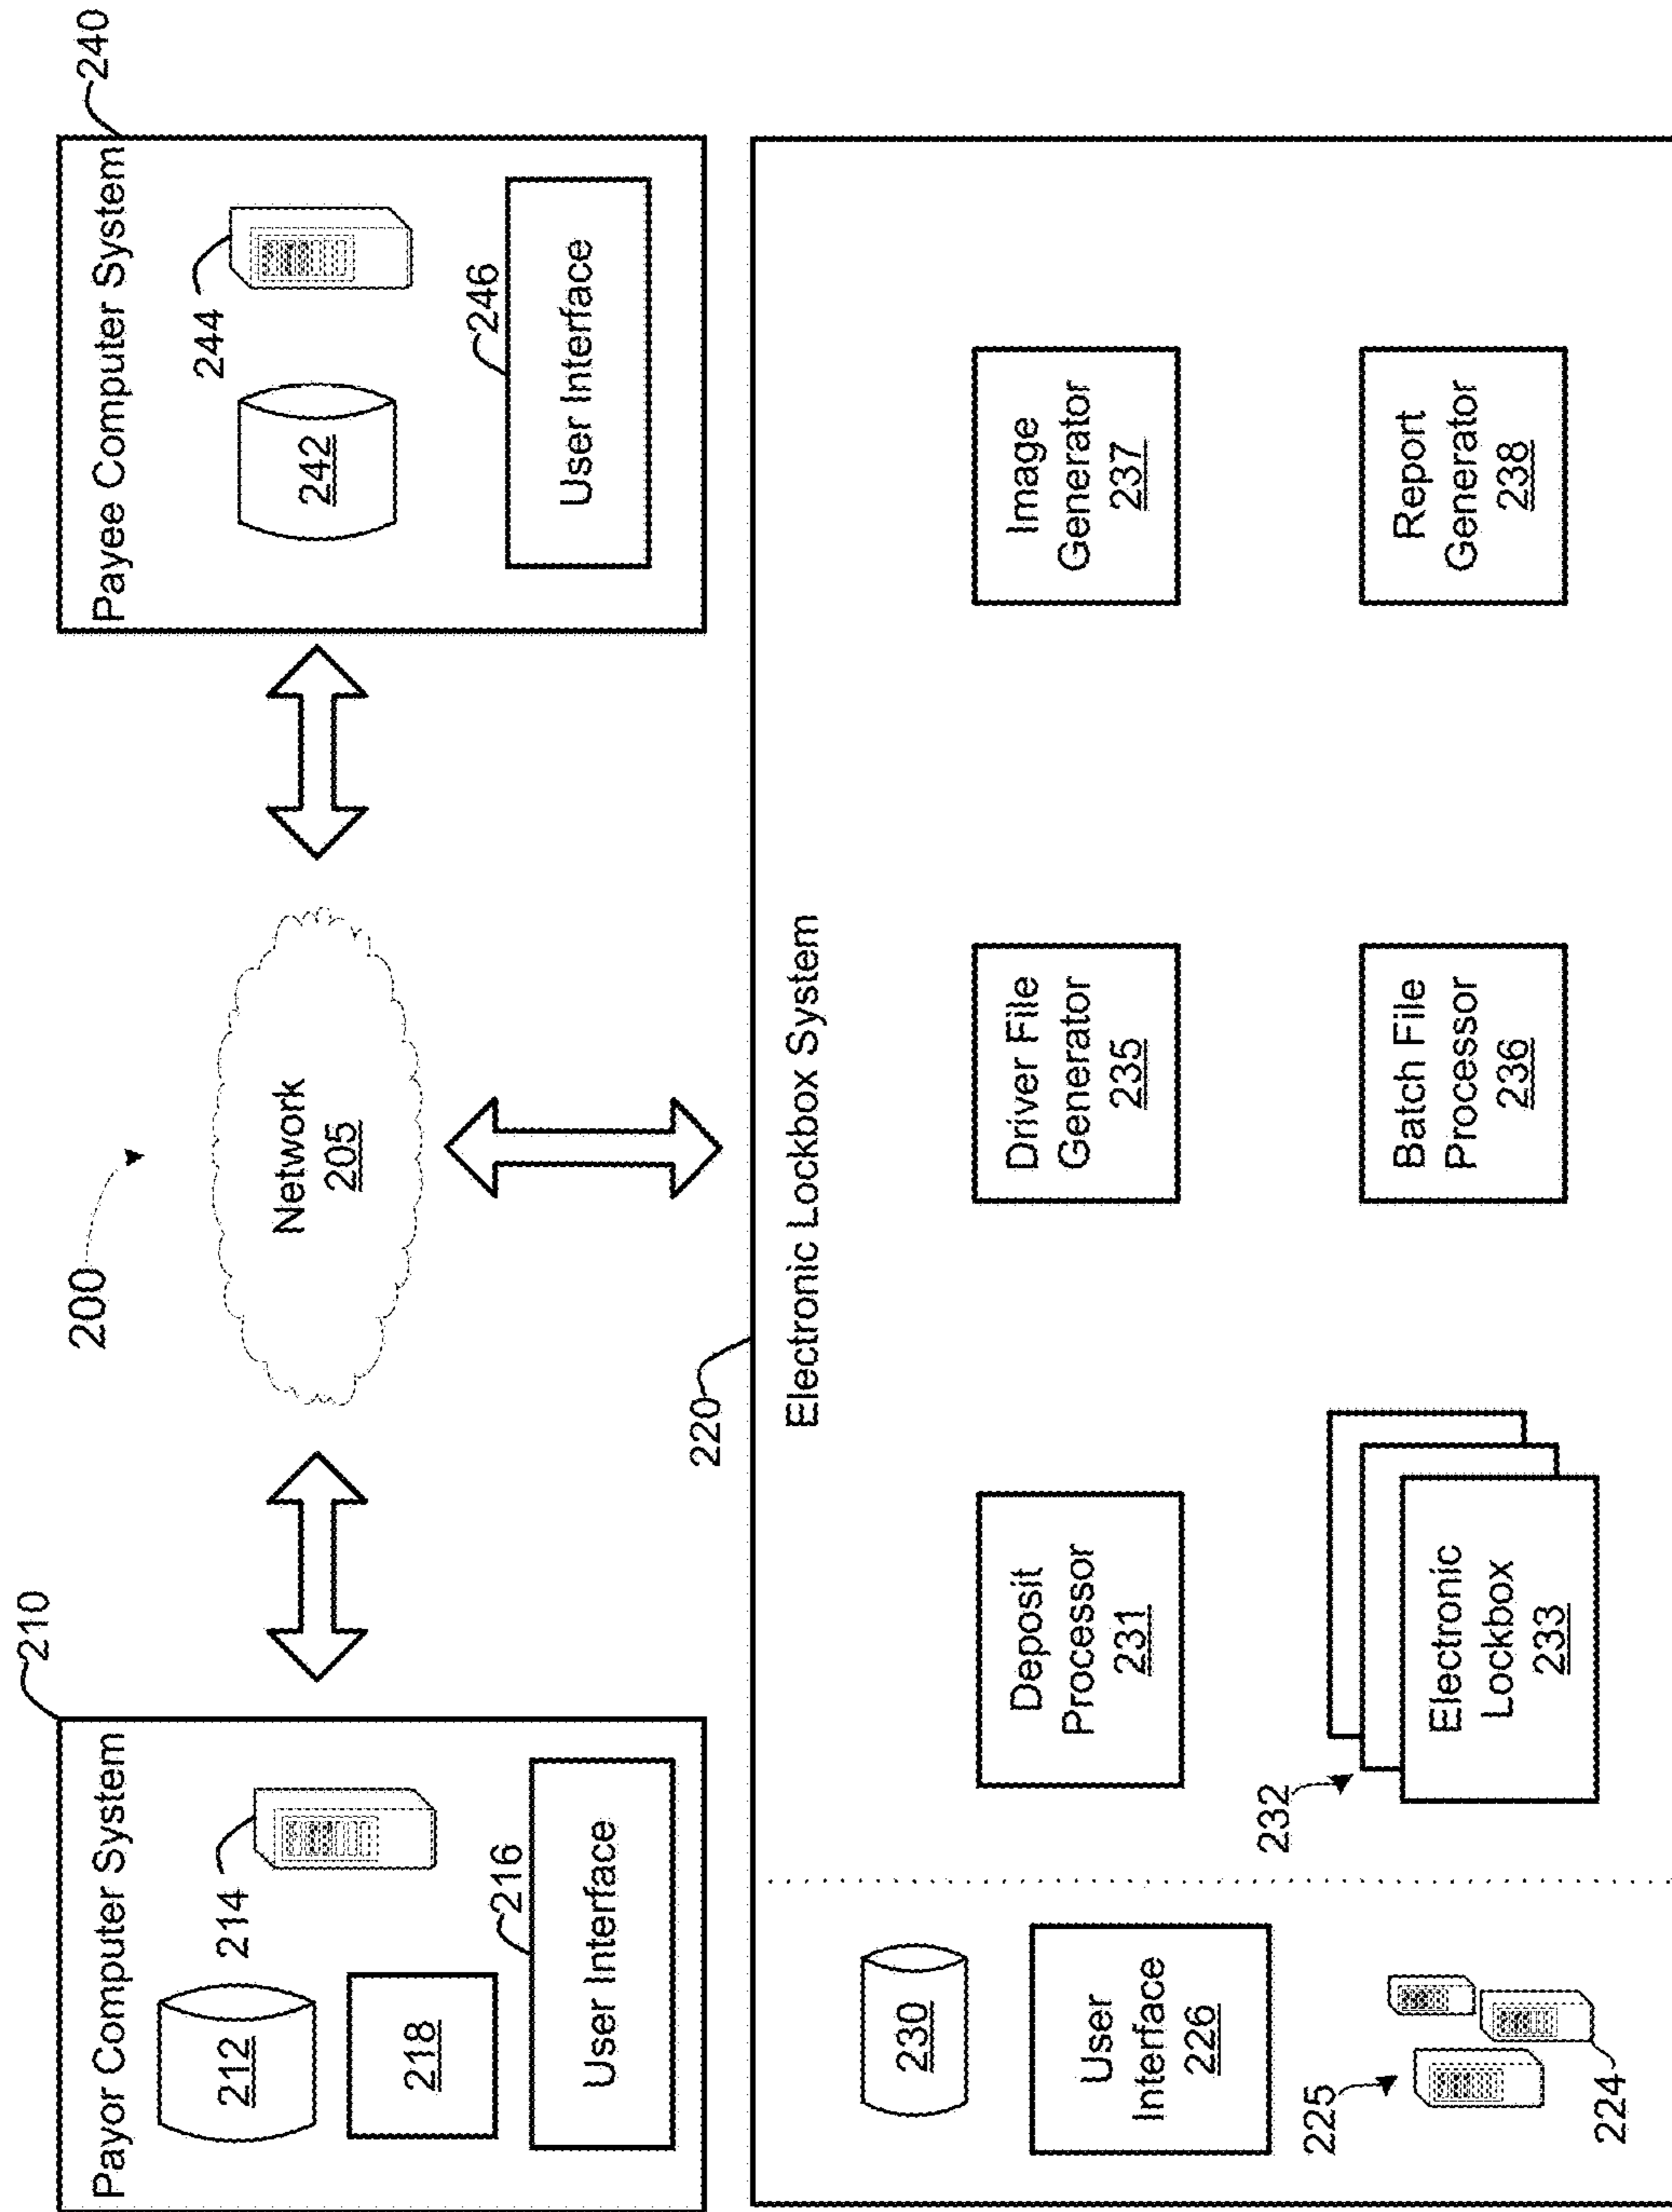 200
210
Payor Computer System
212
214
218
216
User Interface
Network
205
240
Payee Computer System
244
242
246
User Interface
220
Electronic Lockbox System
230
User
Interface
226
225
224
Deposit
Processor
231
232
Electronic
Lockbox
233
Driver File
Generator
235
Batch File
Processor
236
Image
Generator
237
Report
Generator
238